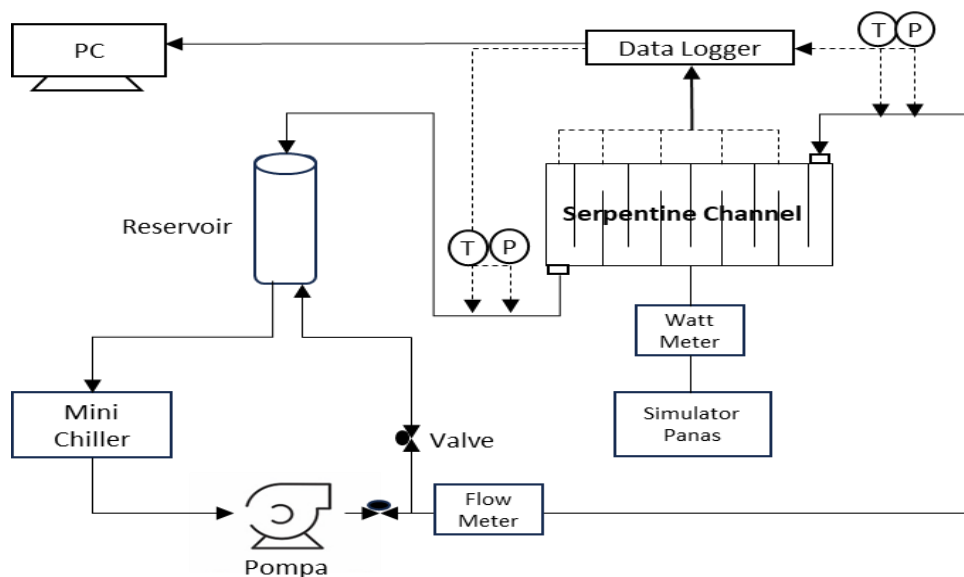 PC
Data Logger
T
P
Reservoir
Serpentine Channel
T
P
Watt
Meter
Mini
Chiller
Simulator
Panas
Valve
Flow
Meter
Pompa